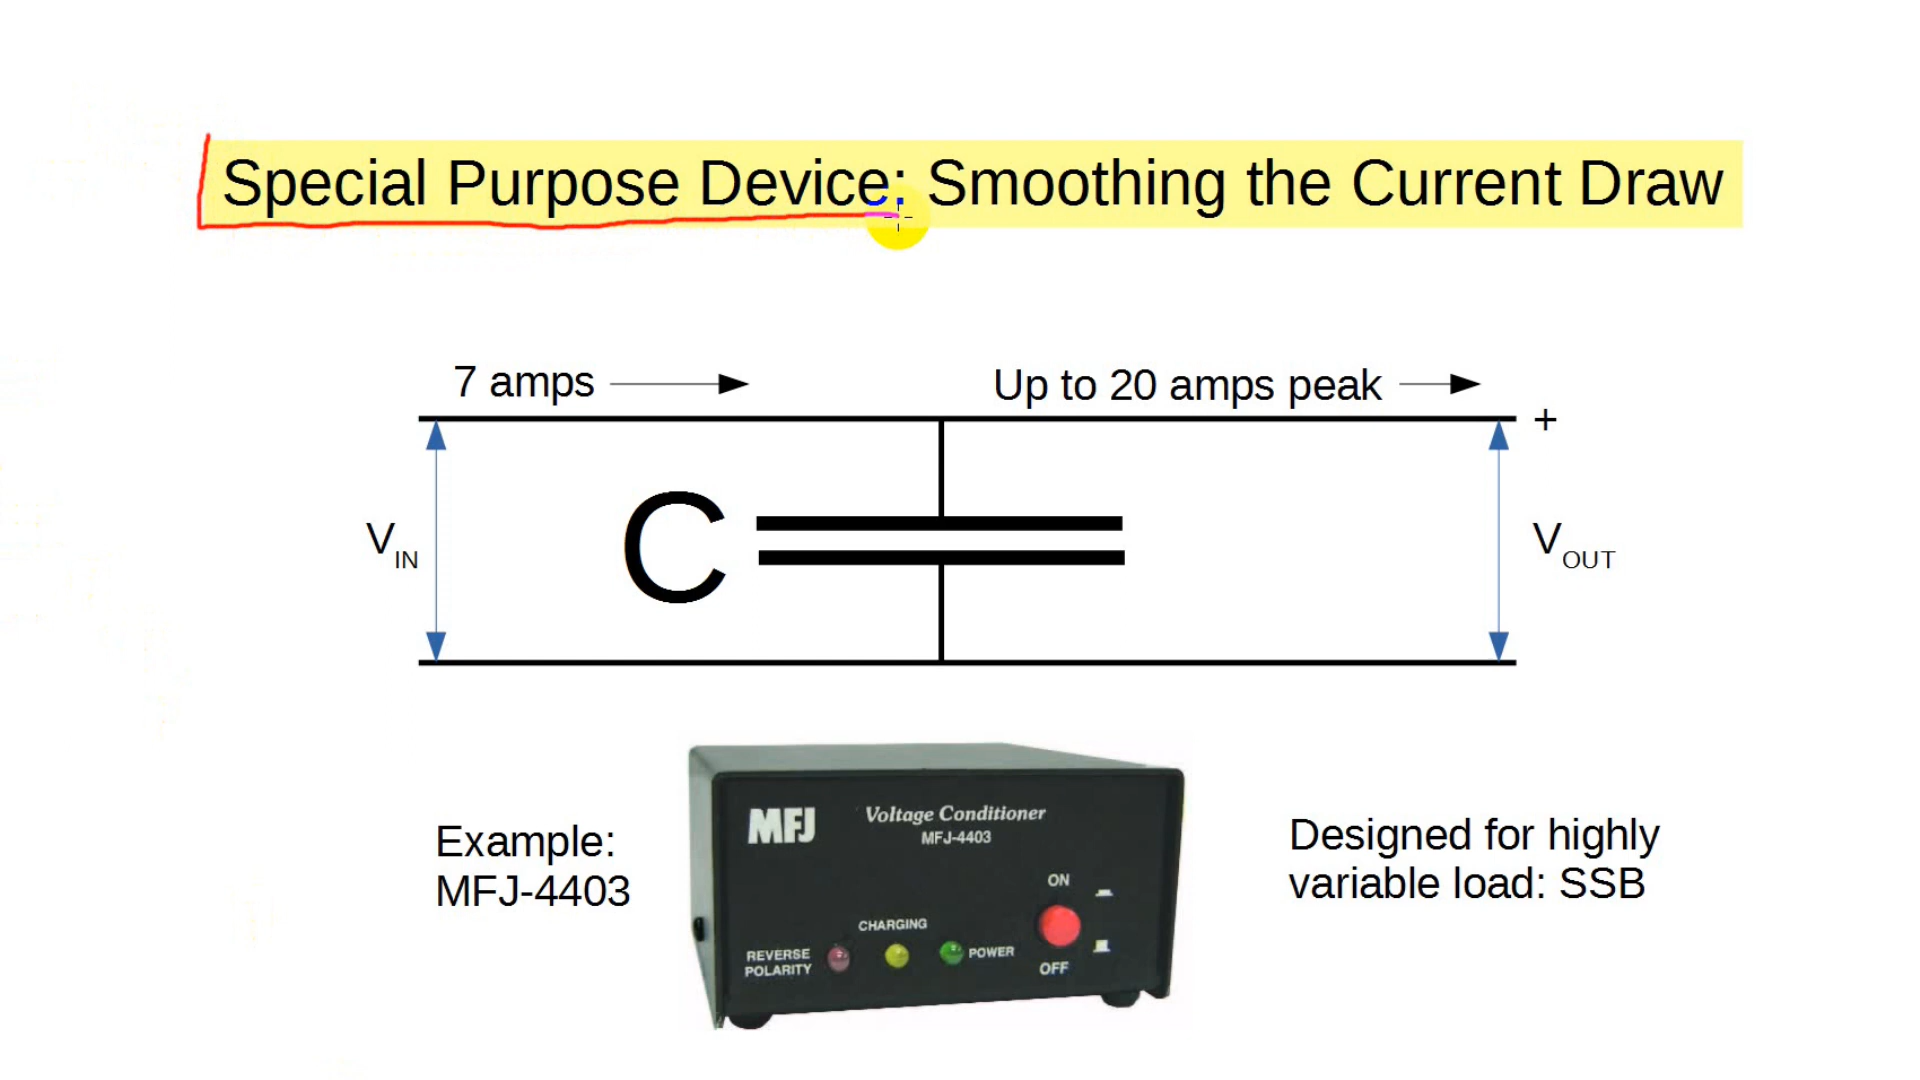 Special Purpose Device: Smoothing the Current Draw
7 amps
Up to 20 amps peak
+
VIN
C
VOUT
Example:
MFJ-4403
MFJ
Voltage Conditioner
MFJ-4403
ON
CHARGING
REVERSE
POLARITY
POWER
OFF
Designed for highly
variable load: SSB